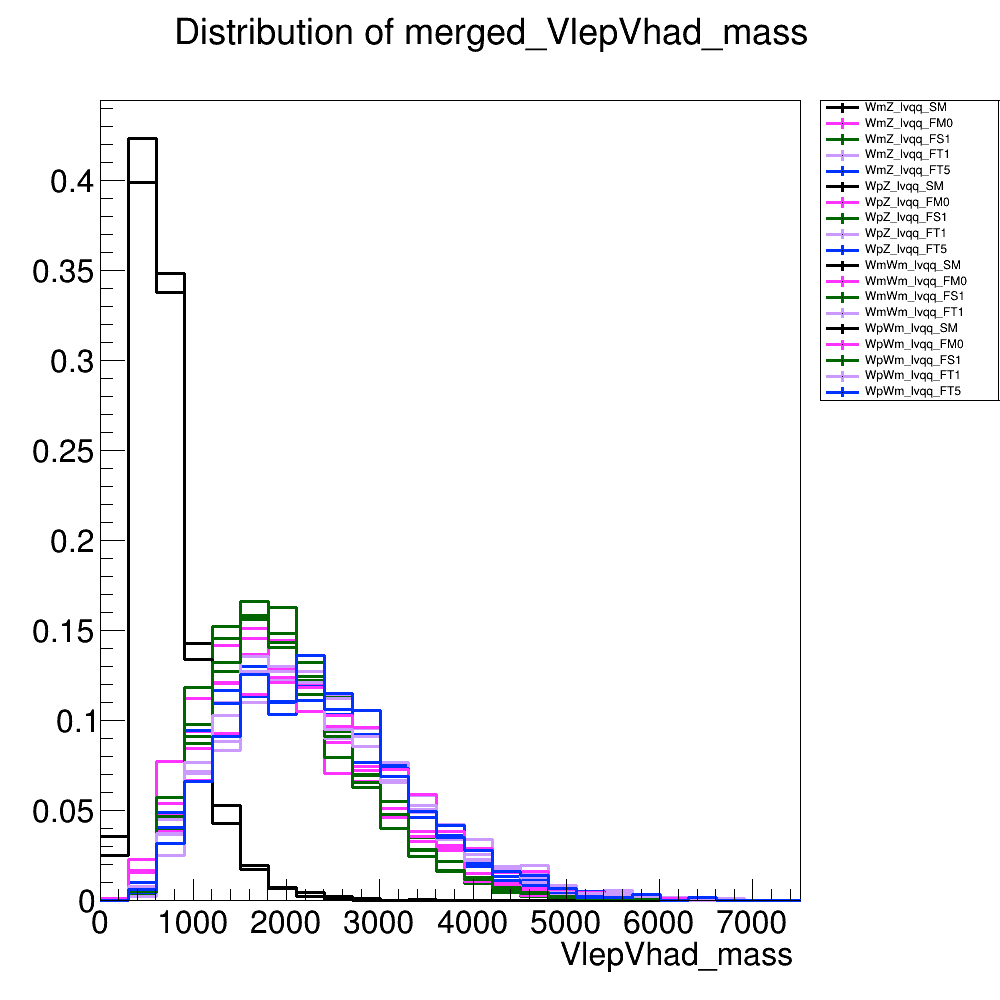 Distribution of merged_VlepVhad_mass
WmZ_lvqq_SM
WmZ_lvqq_FM0
WmZ_lvqq_FS1
WmZ_lvqq_FT1
WmZ_lvqq_FT5
WpZ_lvqq_SM
WpZ_lvqq_FM0
WpZ_lvqq_FS1
WpZ_lvqq_FT1
WpZ_lvqq_FT5
WmWm_lvqq_SM
WmWm_lvqq_FM0
WmWm_lvqq_FS1
WmWm_lvqq_FT1
WpWm_lvqq_SM
WpWm_lvqq_FM0
WpWm_lvqq_FS1
WpWm_lvqq_FT1
WpWm_lvqq_FT5
0.4
0.35
0.3
0.25
0.2
0.15
0.1
0.05
0
0 1000 2000 3000 4000 5000 6000 7000
VlepVhad_mass